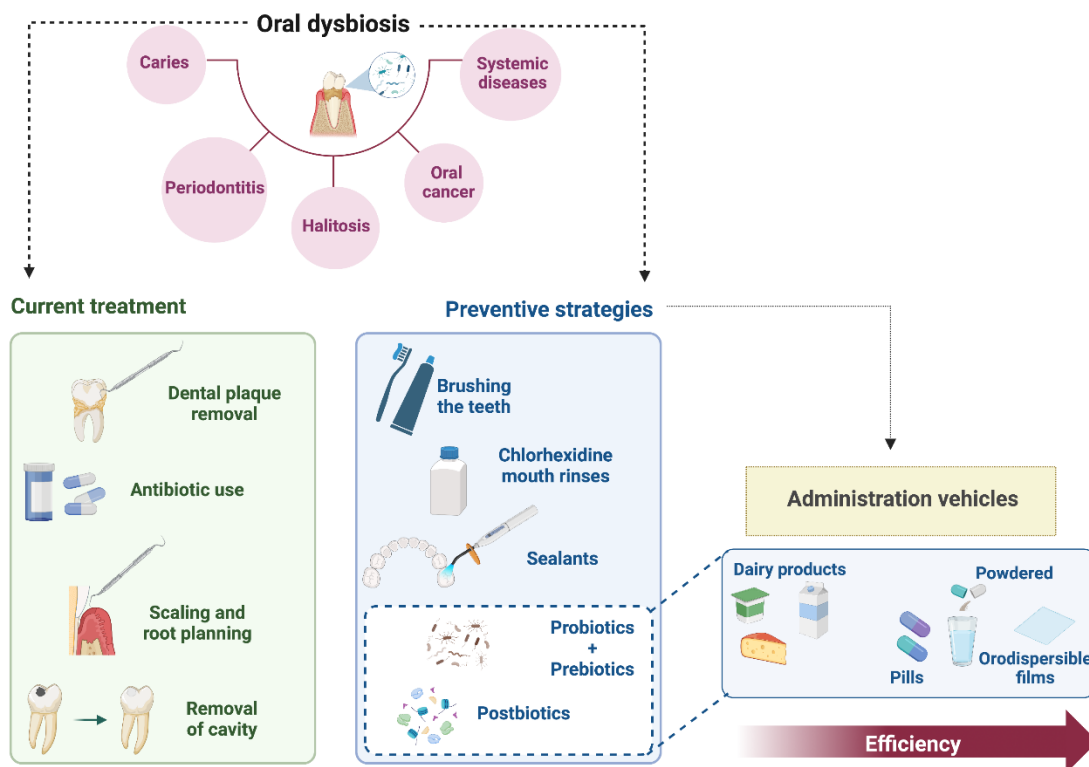 Oral dysbiosis
Caries
Systemic
diseases
Periodontitis
Oral
cancer
Halitosis
Current treatment
Dental plaque
removal
Antibiotic use
Scaling and
root planning
Removal
of cavity
Preventive strategies
Brushing
the teeth
Chlorhexidine
mouth rinses
Sealants
Probiotics
+
Prebiotics
Postbiotics
Administration vehicles
Dairy products
Powdered
Pills
Orodispersible
films
Efficiency